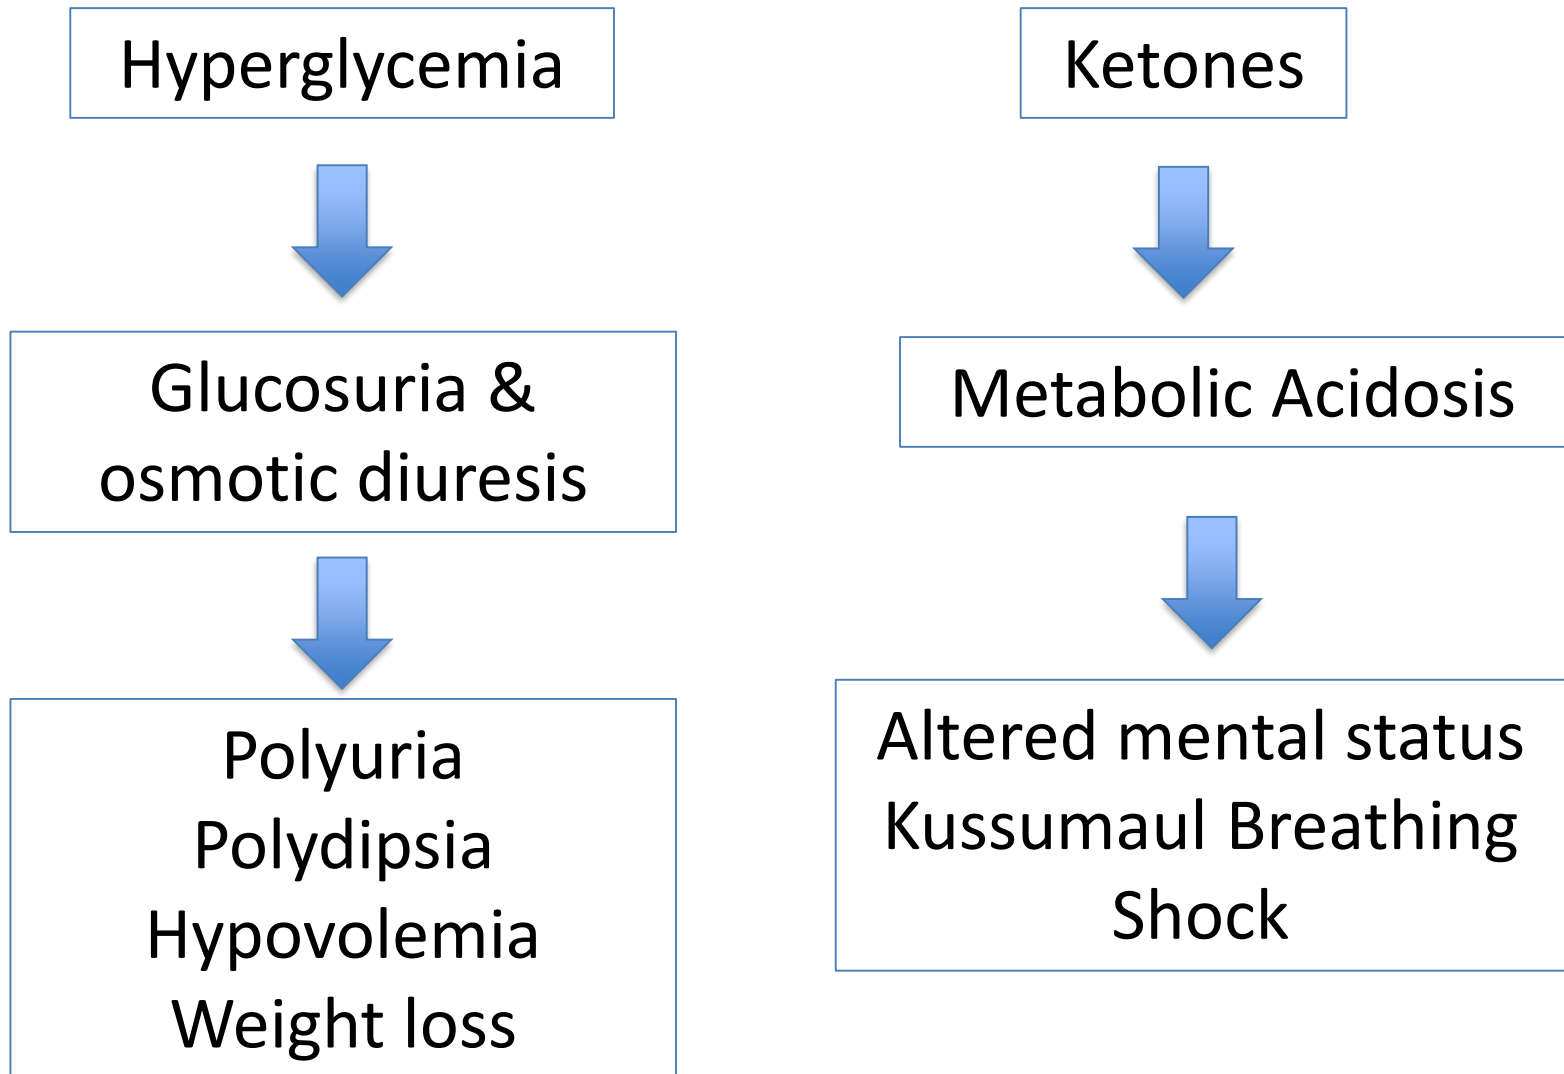 Hyperglycemia
Glucosuria &
osmotic diuresis
Polyuria
Polydipsia
Hypovolemia
Weight loss
Ketones
Metabolic Acidosis
Altered mental status
Kussumaul Breathing
Shock